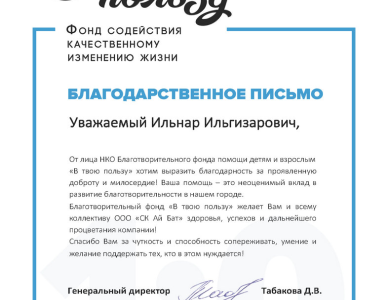 пользу
Фонд содействия
качественному
изменению жизни
БЛАГОДАРСТВЕННОЕ ПИСЬМО
Уважаемый Ильнар Ильгизарович,
От лица НКО Благотворительного фонда помощи детям и взрослым
«В твою пользу» хотим выразить благодарность за проявленную
доброту и милосердие! Ваша помощь – это неоценимый вклад в
развитие благотворительности в нашем городе.
Благотворительный фонд «В твою пользу» желает Вам и всему
коллективу ООО «СК Ай Бат» здоровья, успехов и дальнейшего
процветания компании!
Спасибо Вам за чуткость и способность сопереживать, умение и
желание поддержать тех, кто в этом нуждается!
Генеральный директор Табакова Д.В.